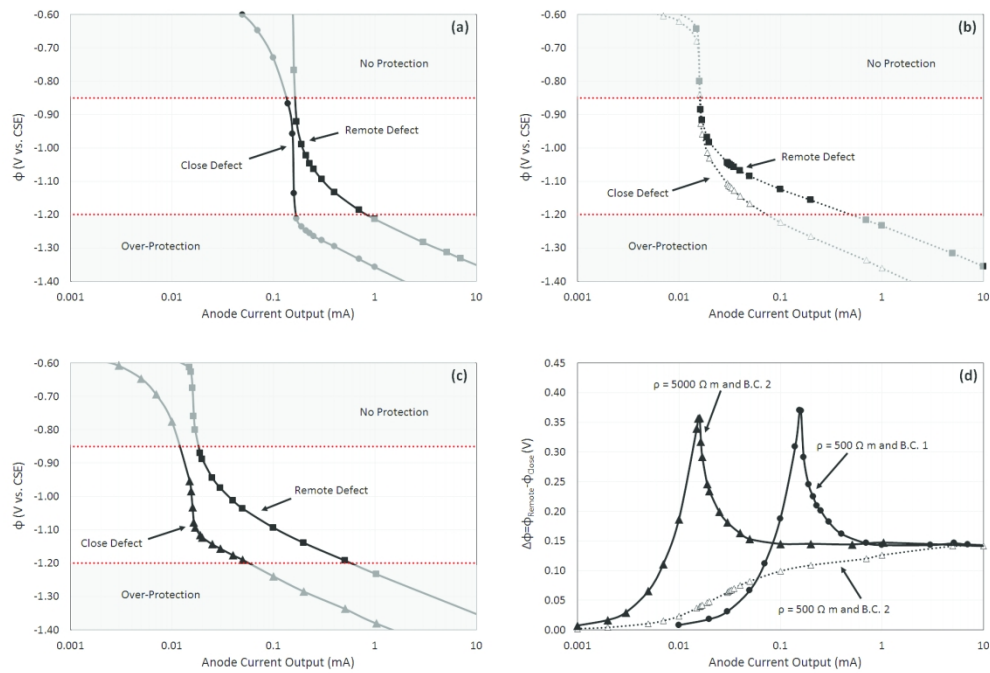 (a)
-0.60
-0.70
-0.80
-0.90
-1.00
-1.10
-1.20
-1.30
-1.40
ϕ (V vs. CSE)
No Protection
Remote Defect
Close Defect
Over-Protection
0.001 0.01 0.1 1 10
Anode Current Output (mA)
(b)
-0.60
-0.70
-0.80
-0.90
-1.00
-1.10
-1.20
-1.30
-1.40
ϕ (V vs. CSE)
No Protection
Remote Defect
Close Defect
Over-Protection
0.001 0.01 0.1 1 10
Anode Current Output (mA)
(c)
-0.60
-0.70
-0.80
-0.90
-1.00
-1.10
-1.20
-1.30
-1.40
ϕ (V vs. CSE)
No Protection
Remote Defect
Close Defect
Over-Protection
0.001 0.01 0.1 1 10
Anode Current Output (mA)
(d)
0.45
0.40
0.35
0.30
0.25
0.20
0.15
0.10
0.05
0.00
Δϕ=ϕRemote-ϕClose (V)
ρ = 5000 Ω m and B.C. 2
ρ = 500 Ω m and B.C. 1
ρ = 500 Ω m and B.C. 2
0.001 0.01 0.1 1 10
Anode Current Output (mA)